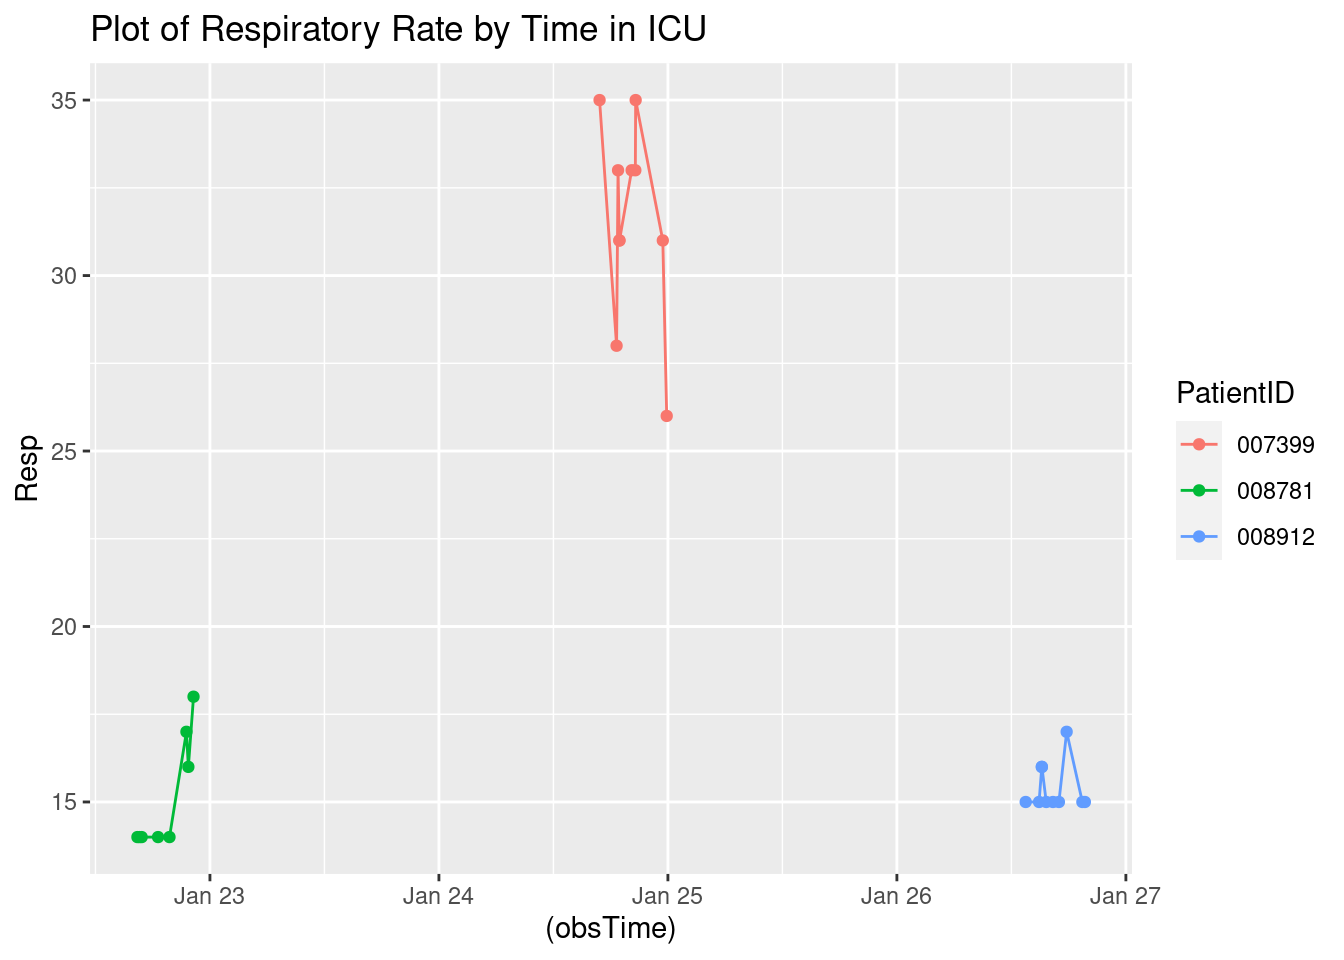 Plot of Respiratory Rate by Time in ICU
35
30
25
20
15
Resp
Jan 23
Jan 24
Jan 25
Jan 26
Jan 27
(obsTime)
PatientID
007399
008781
008912